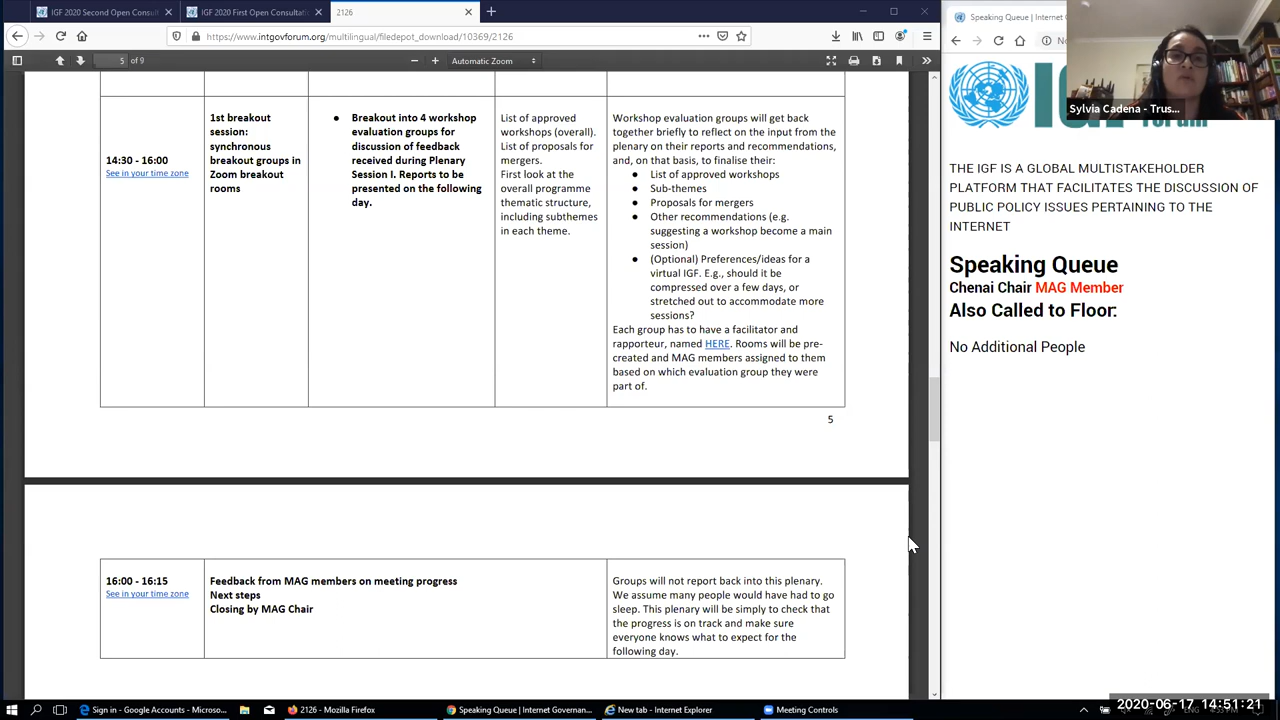 IGF 2020 Second Open Consult
IGF 2020 First Open Consultati
2126
https://www.intgovforum.org/multilingual/filedepot_download/10369/2126
5 of 9
Automatic Zoom
14:30 - 16:00
See in your time zone
1st breakout
session:
synchronous
breakout groups in
Zoom breakout
rooms
● Breakout into 4 workshop
evaluation groups for
discussion of feedback
received during Plenary
Session I. Reports to be
presented on the following
day.
List of approved
workshops (overall).
List of proposals for
mergers.
First look at the
overall programme
thematic structure,
including subthemes
in each theme.
Workshop evaluation groups will get back
together briefly to reflect on the input from the
plenary on their reports and recommendations,
and, on that basis, to finalise their:
● List of approved workshops
● Sub-themes
● Proposals for mergers
● Other recommendations (e.g.
suggesting a workshop become a main
session)
● (Optional) Preferences/ideas for a
virtual IGF. E.g., should it be
compressed over a few days, or
stretched out to accommodate more
sessions?
Each group has to have a facilitator and
rapporteur, named HERE. Rooms will be pre-
created and MAG members assigned to them
based on which evaluation group they were
part of.
5
16:00 - 16:15
See in your time zone
Feedback from MAG members on meeting progress
Next steps
Closing by MAG Chair
Groups will not report back into this plenary.
We assume many people would have had to go
sleep. This plenary will be simply to check that
the progress is on track and make sure
everyone knows what to expect for the
following day.
Speaking Queue | Internet G
Sylvia Cadena - Trus...
THE IGF IS A GLOBAL MULTISTAKEHOLDER
PLATFORM THAT FACILITATES THE DISCUSSION OF
PUBLIC POLICY ISSUES PERTAINING TO THE
INTERNET
Speaking Queue
Chenai Chair MAG Member
Also Called to Floor:
No Additional People
Sign in - Google Accounts - Microso...
2126 - Mozilla Firefox
Speaking Queue | Internet Governan...
New tab - Internet Explorer
Meeting Controls
2020-06-17 14:51:21